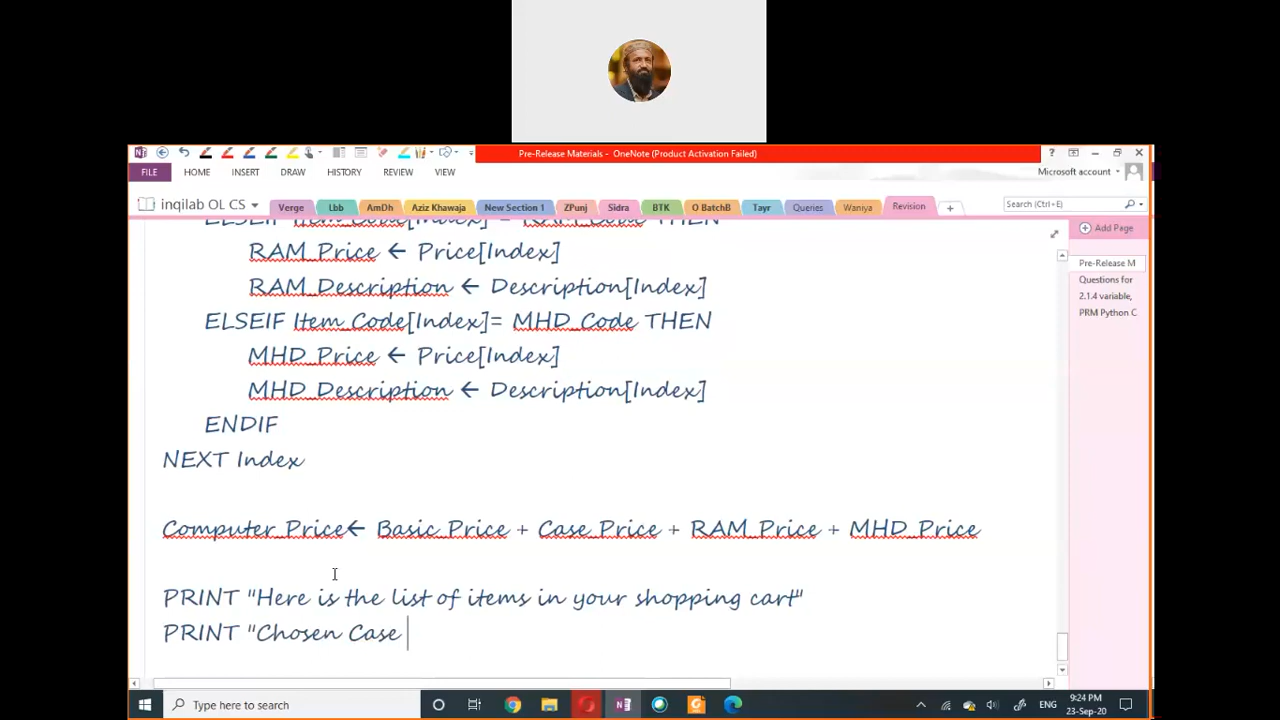 Pre-Release Materials - OneNote (Product Activation Failed)
FILE HOME INSERT DRAW HISTORY REVIEW VIEW Microsoft account
inqilab OL CS Verge Lbb AmDh Aziz Khawaja New Section 1 ZPunj Sidra BTK O BatchB Tayr Queries Waniya Revision Search (Ctrl+E)
Add Page
Pre-Release M
Questions for
2.1.4 variable,
PRM Python C
ELSEIF Item_Code[Index] = RAM_Code THEN
RAM_Price ← Price[Index]
RAM_Description ← Description[Index]
ELSEIF Item_Code[Index]= MHD_Code THEN
MHD_Price ← Price[Index]
MHD_Description ← Description[Index]
ENDIF
NEXT Index
Computer_Price← Basic_Price + Case_Price + RAM_Price + MHD_Price
PRINT "Here is the list of items in your shopping cart"
PRINT "Chosen Case
Type here to search
ENG
9:24 PM
23-Sep-20